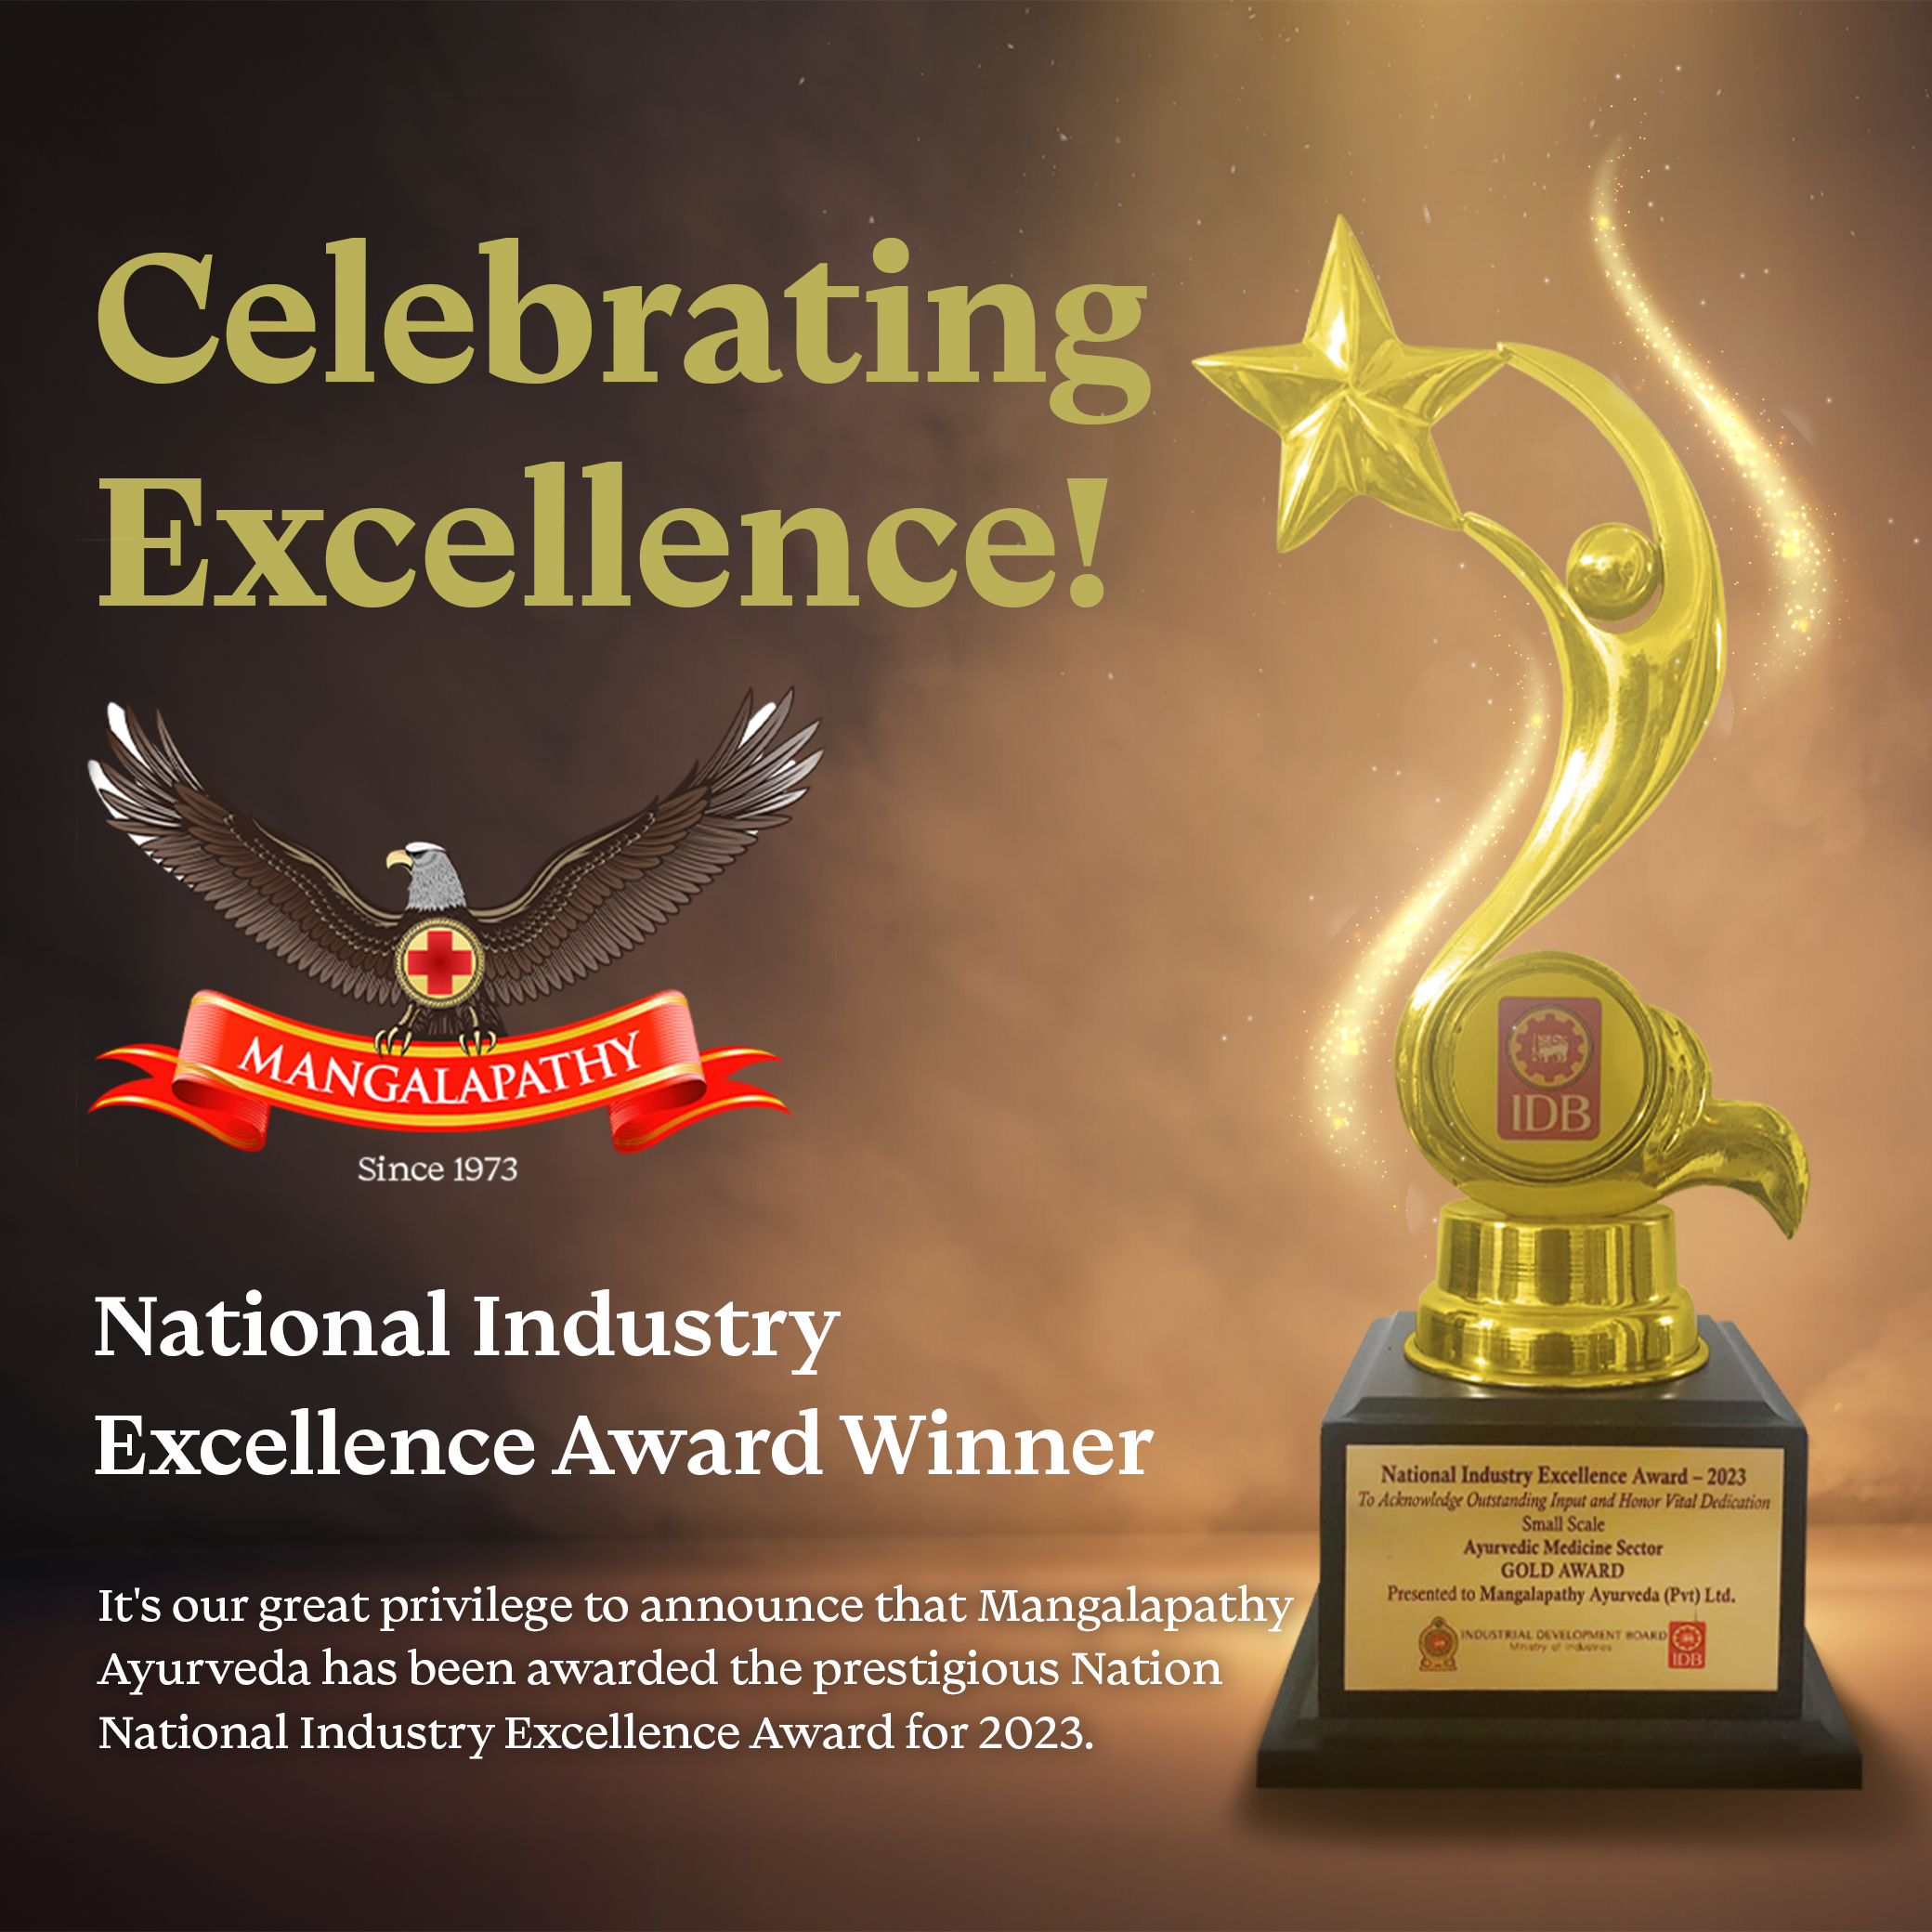 Celebrating
Excellence!
MANGALAPATHY
Since 1973
National Industry
Excellence Award Winner
It's our great privilege to announce that Mangalapathy
Ayurveda has been awarded the prestigious Nation
National Industry Excellence Award for 2023.
IDB
National Industry Excellence Award – 2023
To Acknowledge Outstanding Input and Honor Vital Dedication
Small Scale
Ayurvedic Medicine Sector
GOLD AWARD
Presented to Mangalapathy Ayurveda (Pvt) Ltd.
INDUSTRIAL DEVELOPMENT BOARD
Ministry of Industries
IDB